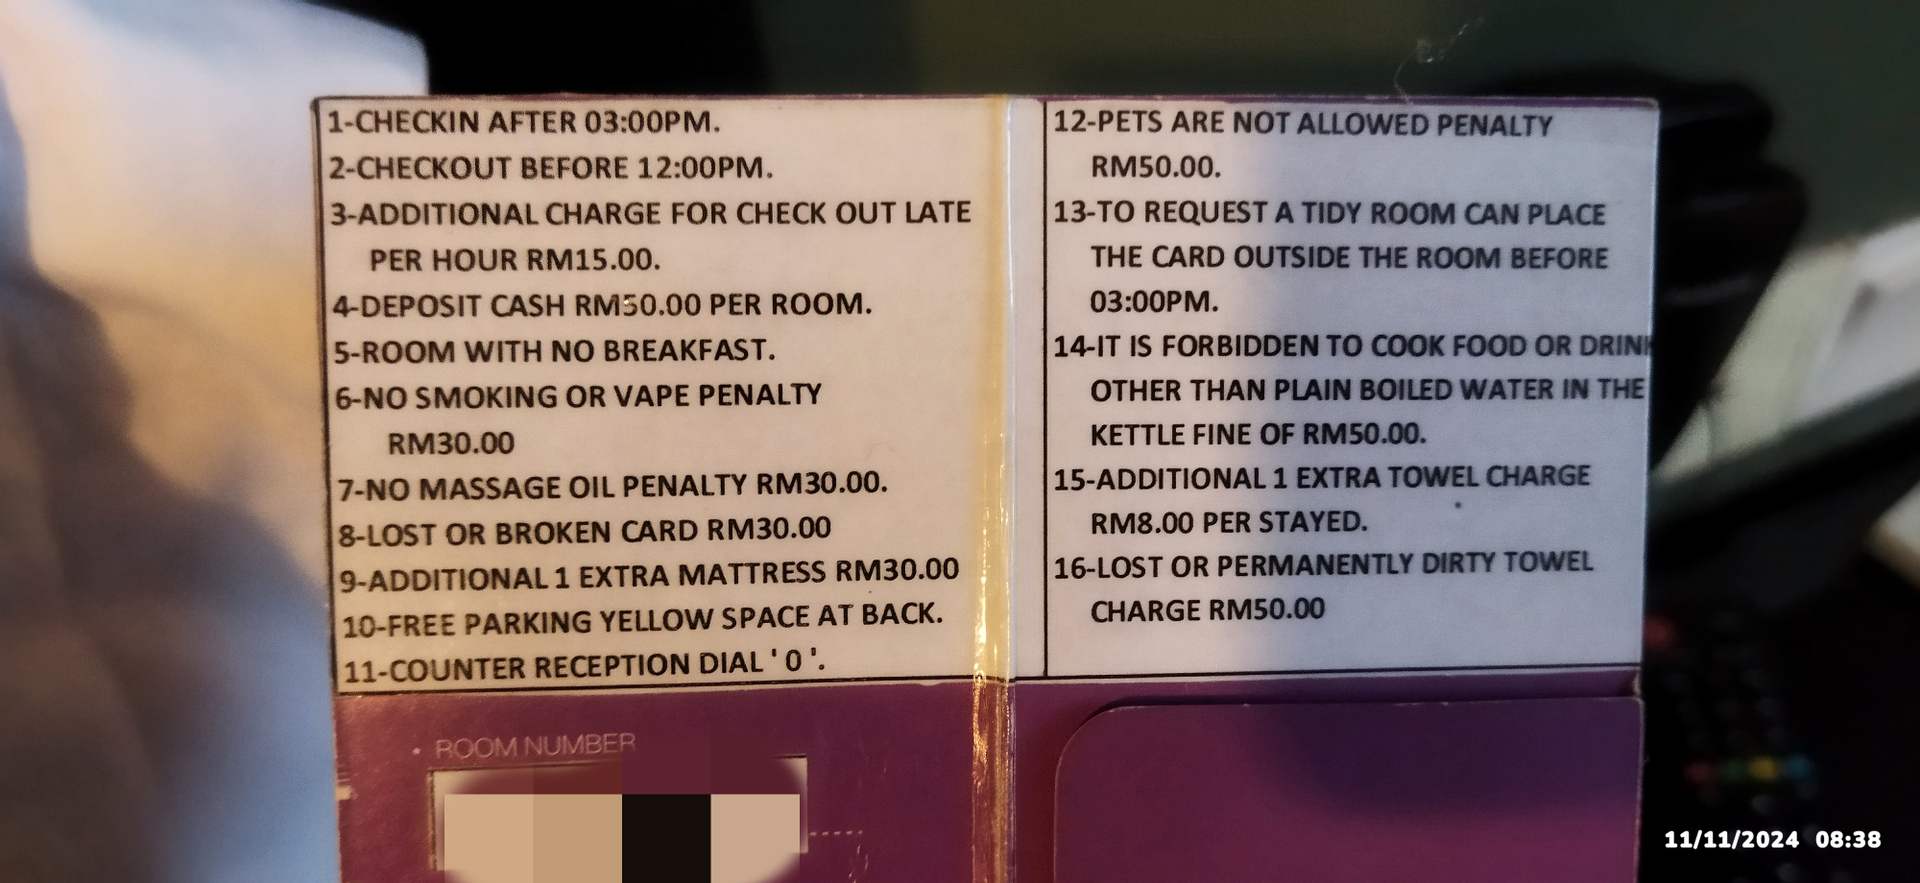 1-CHECKIN AFTER 03:00PM.
2-CHECKOUT BEFORE 12:00PM.
3-ADDITIONAL CHARGE FOR CHECK OUT LATE
PER HOUR RM15.00.
4-DEPOSIT CASH RM50.00 PER ROOM.
5-ROOM WITH NO BREAKFAST.
6-NO SMOKING OR VAPE PENALTY
RM30.00
7-NO MASSAGE OIL PENALTY RM30.00.
8-LOST OR BROKEN CARD RM30.00
9-ADDITIONAL 1 EXTRA MATTRESS RM30.00
10-FREE PARKING YELLOW SPACE AT BACK.
11-COUNTER RECEPTION DIAL ' 0 '.
12-PETS ARE NOT ALLOWED PENALTY
RM50.00.
13-TO REQUEST A TIDY ROOM CAN PLACE
THE CARD OUTSIDE THE ROOM BEFORE
03:00PM.
14-IT IS FORBIDDEN TO COOK FOOD OR DRINK
OTHER THAN PLAIN BOILED WATER IN THE
KETTLE FINE OF RM50.00.
15-ADDITIONAL 1 EXTRA TOWEL CHARGE
RM8.00 PER STAYED.
16-LOST OR PERMANENTLY DIRTY TOWEL
CHARGE RM50.00
• ROOM NUMBER
11/11/2024 08:38